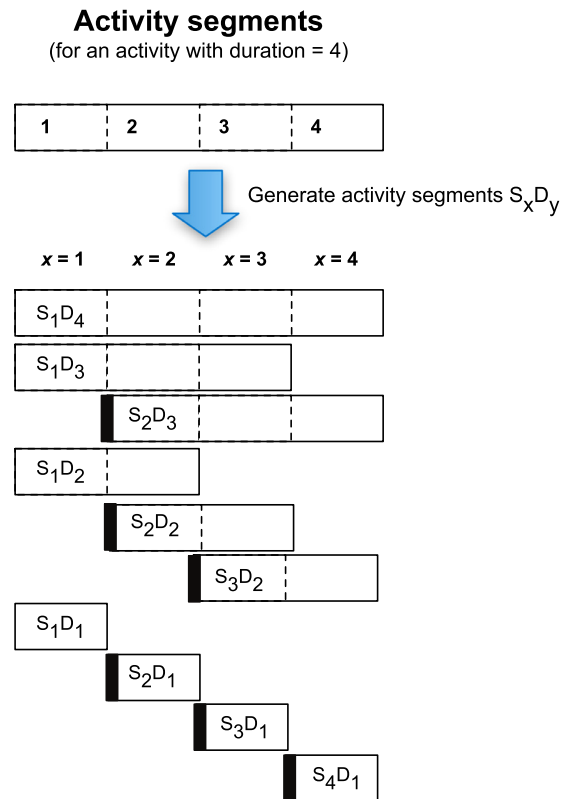 Activity segments
(for an activity with duration = 4)
1 2 3 4
Generate activity segments SxDy
x = 1 x = 2 x = 3 x = 4
S1D4
S1D3
S2D3
S1D2
S2D2
S3D2
S1D1
S2D1
S3D1
S4D1